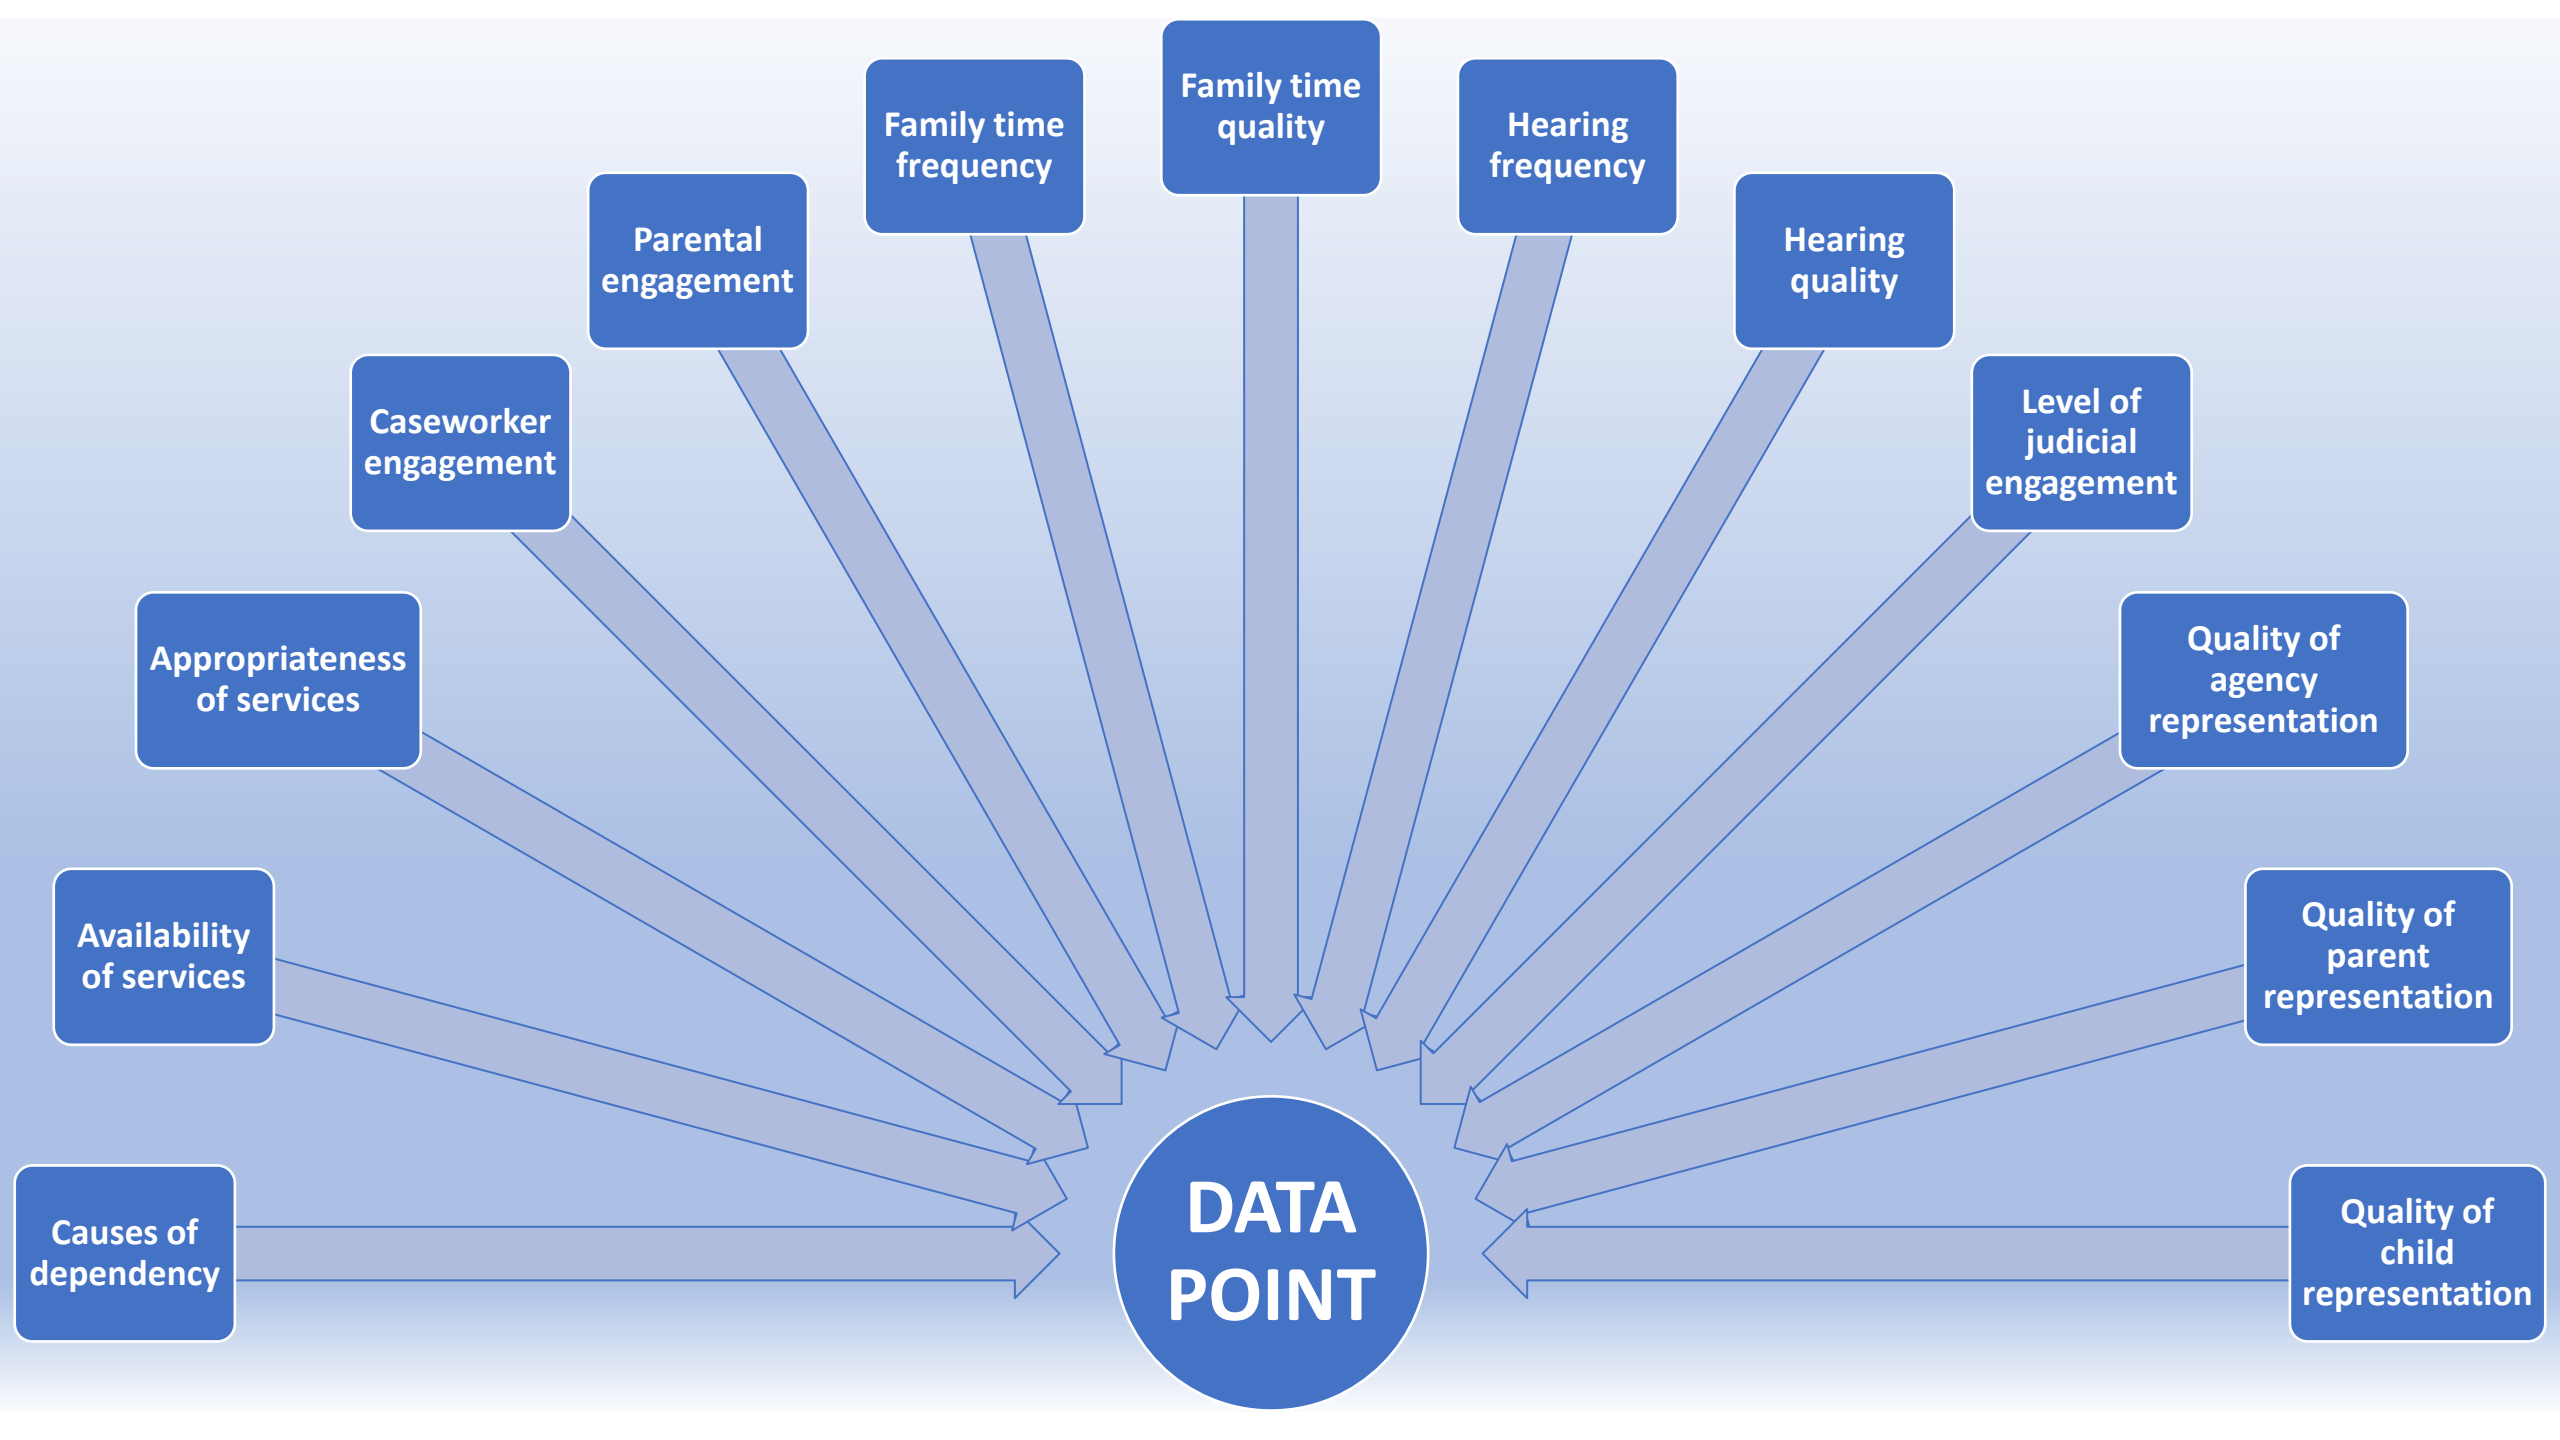 Causes of
dependency
Availability
of services
Appropriateness
of services
Caseworker
engagement
Parental
engagement
Family time
frequency
Family time
quality
Hearing
frequency
Hearing
quality
Level of
judicial
engagement
Quality of
agency
representation
Quality of
parent
representation
Quality of
child
representation
DATA
POINT